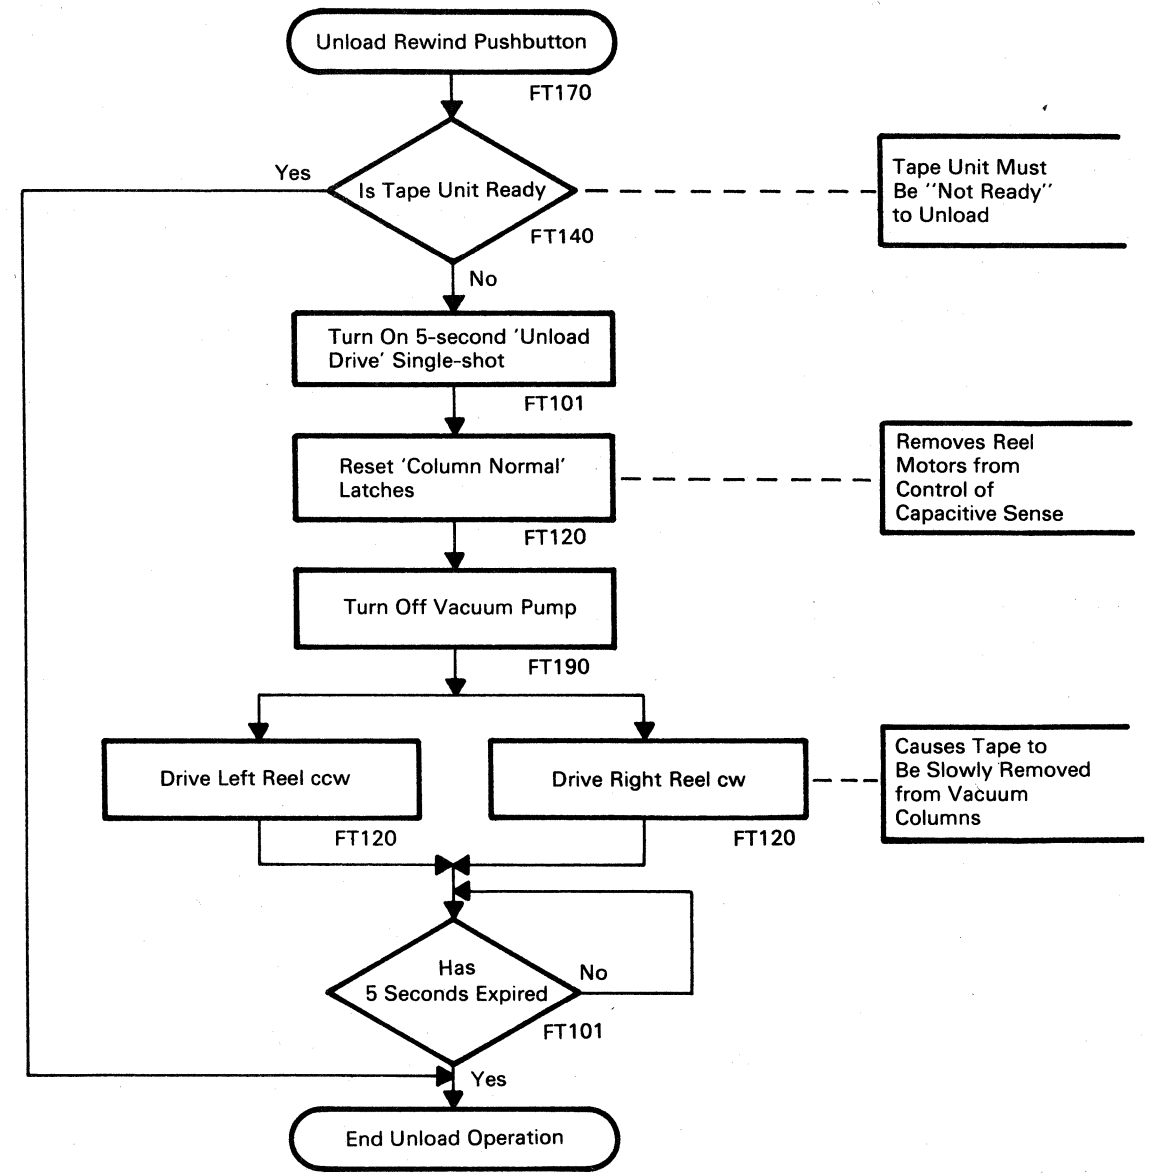 Unload Rewind Pushbutton
FT170
Yes
Is Tape Unit Ready
Tape Unit Must
Be "Not Ready"
to Unload
FT140
No
Turn On 5-second 'Unload
Drive' Single-shot
FT101
Reset 'Column Normal'
Latches
Removes Reel
Motors from
Control of
Capacitive Sense
FT120
Turn Off Vacuum Pump
FT190
Drive Left Reel ccw
Drive Right Reel cw
Causes Tape to
Be Slowly Removed
from Vacuum
Columns
FT120
FT120
Has
5 Seconds Expired
No
FT101
Yes
End Unload Operation